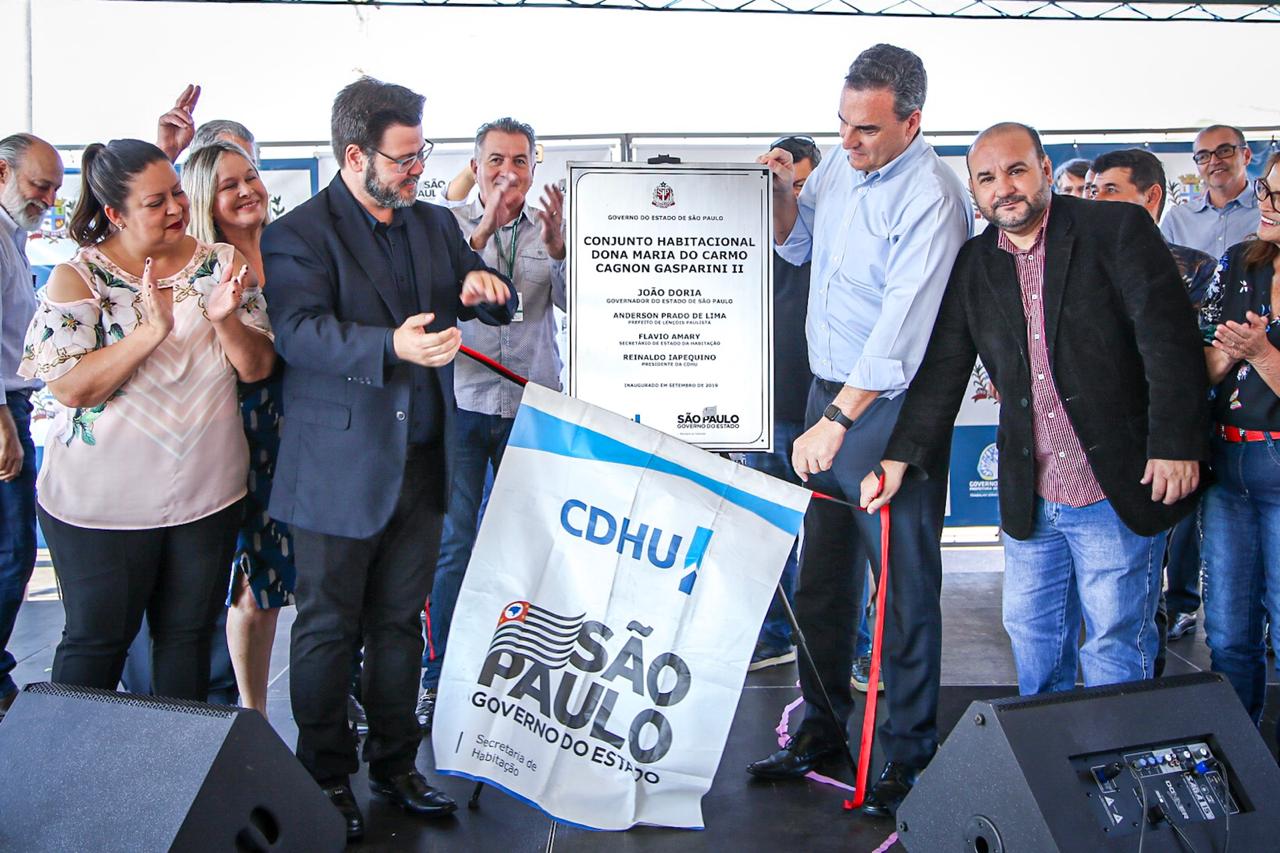 SÃO PAULO
GOVERNO DO ESTADO DE SÃO PAULO
CONJUNTO HABITACIONAL
DONA MARIA DO CARMO
CAGNON GASPARINI II
JOÃO DORIA
GOVERNADOR DO ESTADO DE SÃO PAULO
ANDERSON PRADO DE LIMA
PREFEITO DE LENÇOIS PAULISTA
FLAVIO AMARY
SECRETÁRIO DE ESTADO DA HABITAÇÃO
REINALDO IAPEQUINO
PRESIDENTE DA CDHU
INAUGURADO EM SETEMBRO DE 2019
SÃO PAULO
GOVERNO DO ESTADO
CDHU
SÃO
PAULO
GOVERNO DO ESTADO
Secretaria de
Habitação